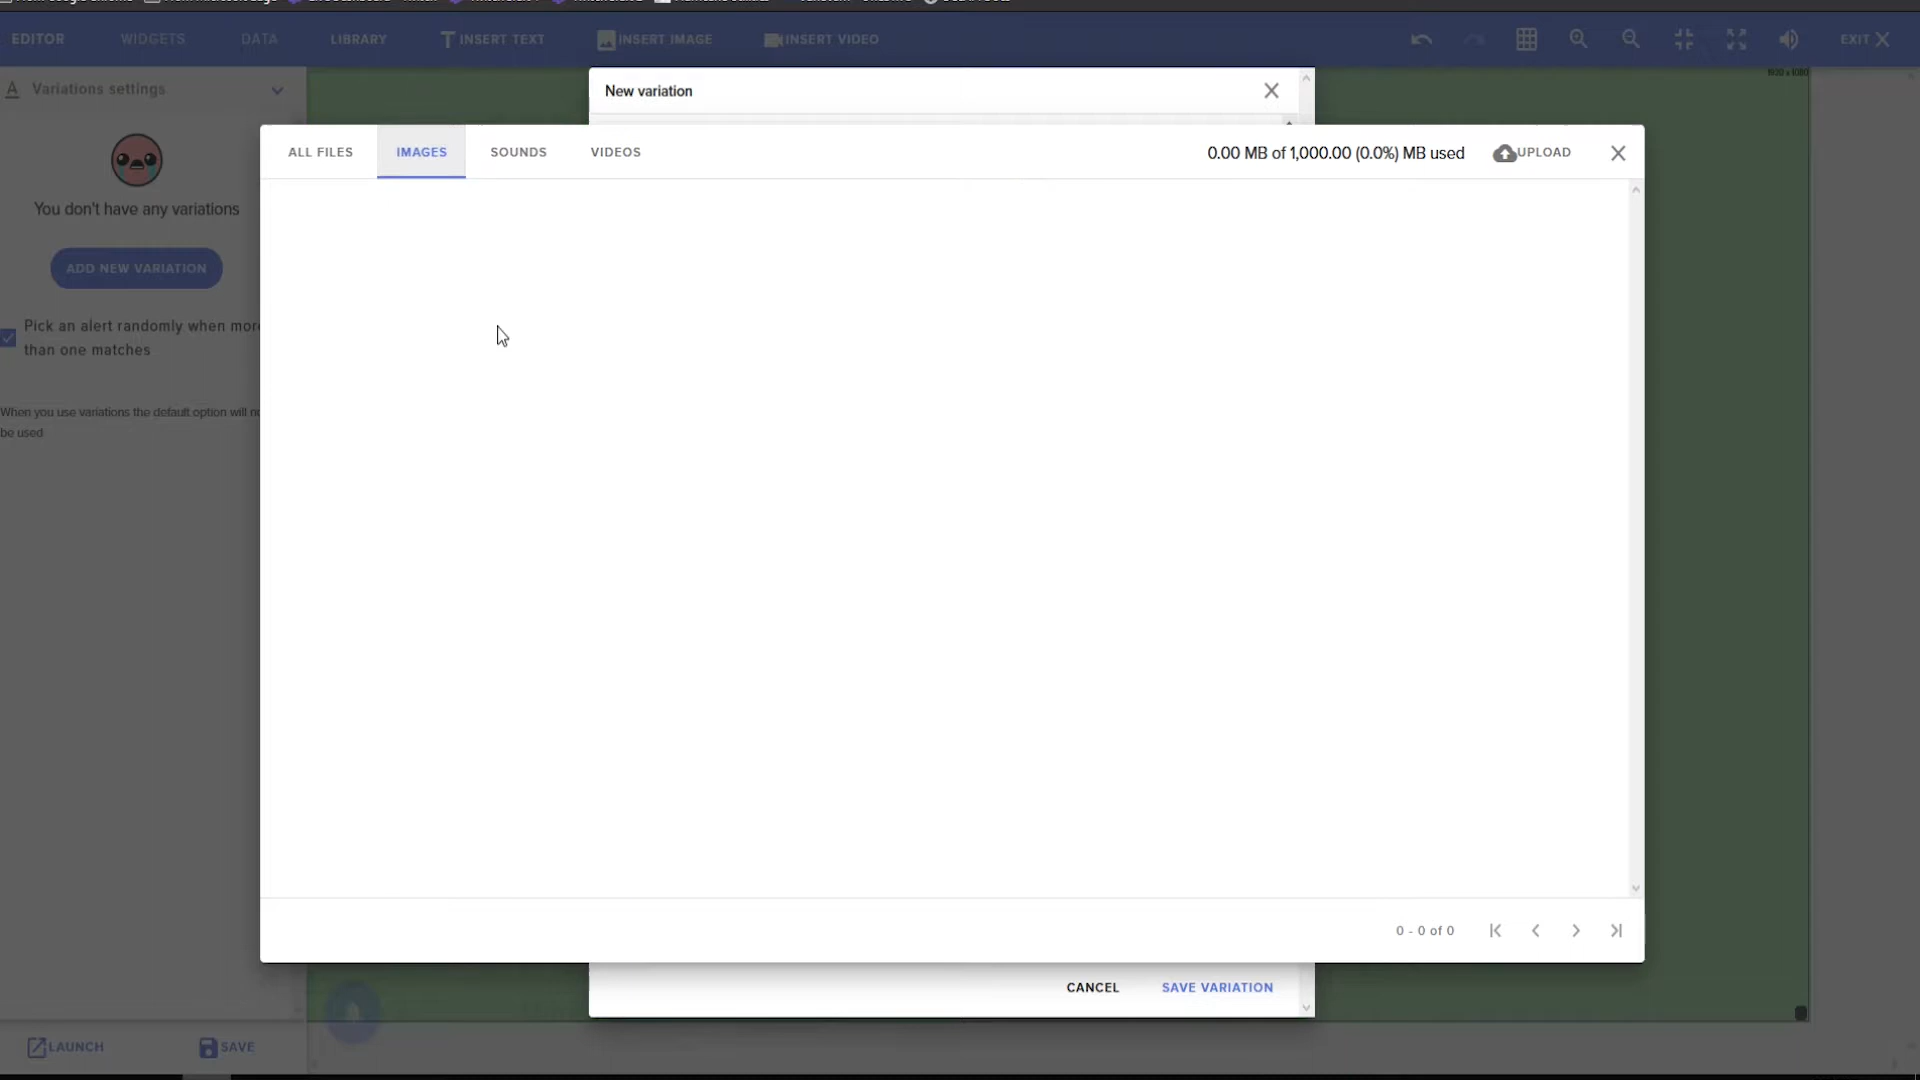 EDITOR WIDGETS DATA LIBRARY INSERT TEXT INSERT IMAGE INSERT VIDEO EXIT
Variations settings
1920 x 1080
New variation
ALL FILES IMAGES SOUNDS VIDEOS 0.00 MB of 1,000.00 (0.0%) MB used UPLOAD
You don't have any variations
ADD NEW VARIATION
Pick an alert randomly when more
than one matches
When you use variations the default option will
be used
0 - 0 of 0
CANCEL SAVE VARIATION
LAUNCH SAVE